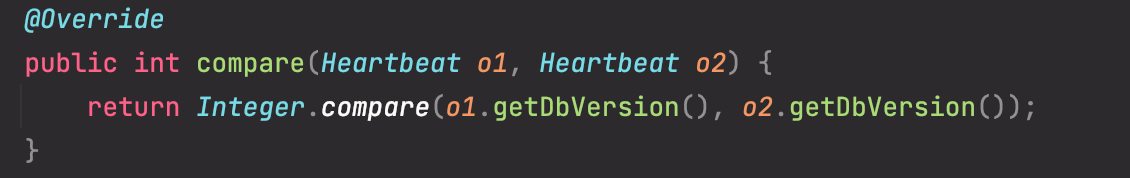 @Override
public int compare(Heartbeat o1, Heartbeat o2) {
    return Integer.compare(o1.getDbVersion(), o2.getDbVersion());
}